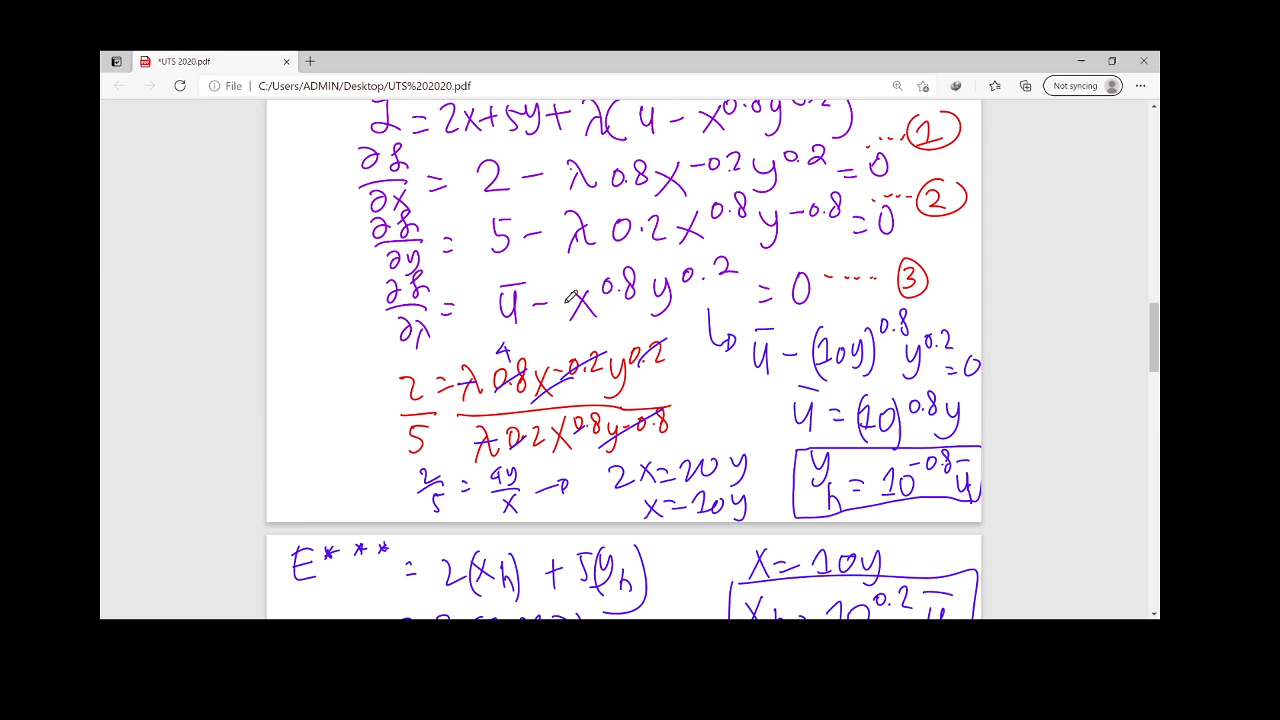 *UTS 2020.pdf
File | C:/Users/ADMIN/Desktop/UTS%202020.pdf
Not syncing
ℒ = 2x+5y+ λ(u - x^0.8 y^0.2)
∂ℒ/∂x = 2 - λ 0.8x^-0.2 y^0.2 = 0 ..... ①
∂ℒ/∂y = 5 - λ 0.2 x^0.8 y^-0.8 = 0 ..... ②
∂ℒ/∂λ = ū - x^0.8 y^0.2 = 0 ..... ③
ū - (10y)^0.8 y^0.2 = 0
4
2/5 = λ 0.8x^-0.2 y^0.2 / λ 0.2x^0.8 y^-0.8
ū = (10)^0.8 y
2/5 = 4y/x → 2x = 20y
x = 10y
y_h = 10^-0.8 ū
E*** = 2(x_h) + 5(y_h)
x = 10y
x_h = 10^0.2 ū